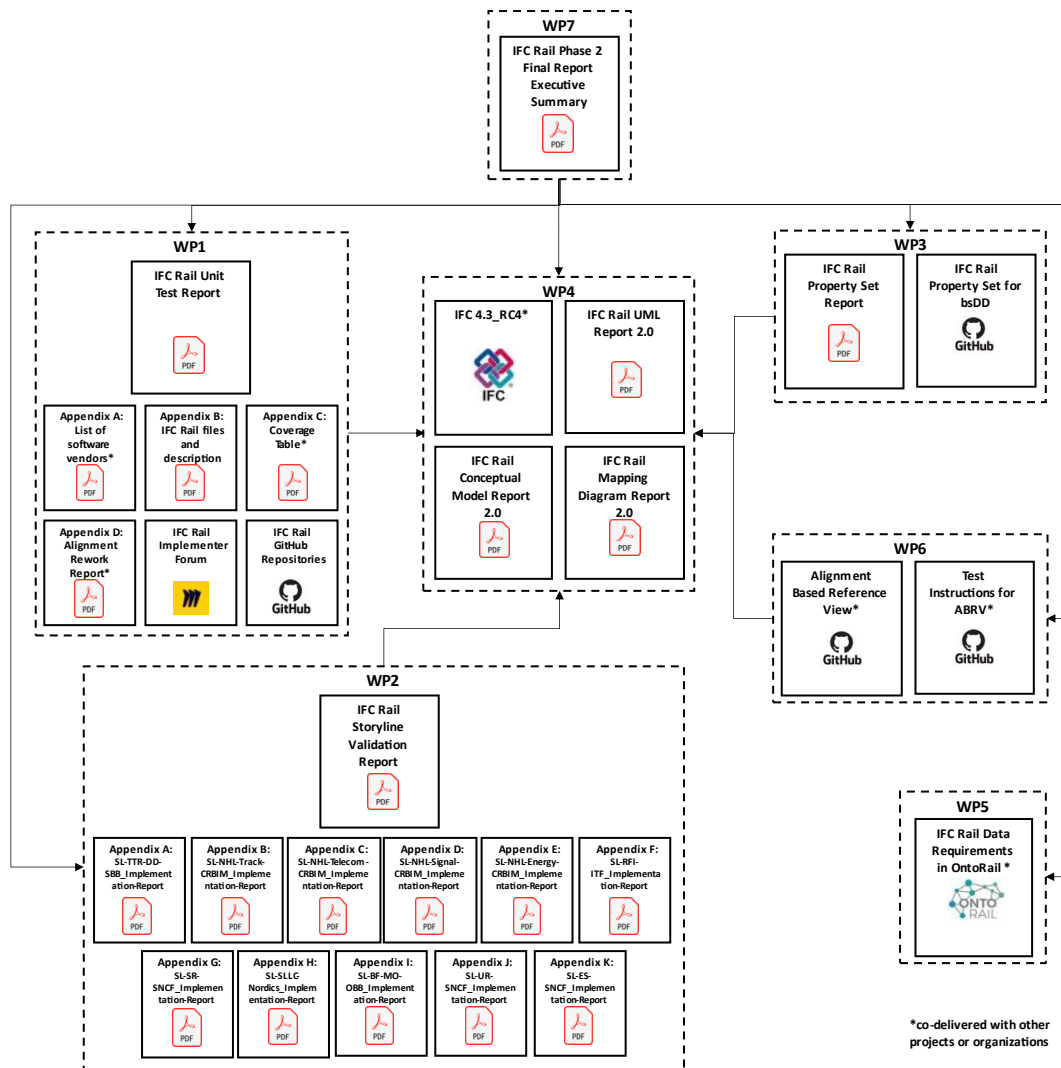 WP7
IFC Rail Phase 2
Final Report
Executive
Summary
PDF
WP1
IFC Rail Unit
Test Report
PDF
Appendix A:
List of
software
vendors*
PDF
Appendix B:
IFC Rail files
and
description
PDF
Appendix C:
Coverage
Table*
PDF
Appendix D:
Alignment
Rework
Report*
PDF
IFC Rail
Implementer
Forum
IFC Rail
GitHub
Repositories
GitHub
WP4
IFC 4.3_RC4*
IFC
IFC Rail UML
Report 2.0
PDF
IFC Rail
Conceptual
Model Report
2.0
PDF
IFC Rail
Mapping
Diagram Report
2.0
PDF
WP3
IFC Rail
Property Set
Report
PDF
IFC Rail
Property Set for
bsDD
GitHub
WP6
Alignment
Based Reference
View*
GitHub
Test
Instructions for
ABRV*
GitHub
WP2
IFC Rail
Storyline
Validation
Report
PDF
Appendix A:
SL-TTR-DD-
SBB_Implement
ation-Report
PDF
Appendix B:
SL-NHL-Track-
CRBIM_Impleme
ntation-Report
PDF
Appendix C:
SL-NHL-Telecom-
CRBIM_Impleme
ntation-Report
PDF
Appendix D:
SL-NHL-Signal-
CRBIM_Impleme
ntation-Report
PDF
Appendix E:
SL-NHL-Energy-
CRBIM_Impleme
ntation-Report
PDF
Appendix F:
SL-RFI-
ITF_Implementa
tion-Report
PDF
Appendix G:
SL-SR-
SNCF_Implemen
tation-Report
PDF
Appendix H:
SL-SLLG
Nordics_Implem
entation-Report
PDF
Appendix I:
SL-BF-MO-
OBB_Implement
ation-Report
PDF
Appendix J:
SL-UR-
SNCF_Implemen
tation-Report
PDF
Appendix K:
SL-ES-
SNCF_Implemen
tation-Report
PDF
WP5
IFC Rail Data
Requirements
in OntoRail *
ONTO
RAIL
*co-delivered with other
projects or organizations